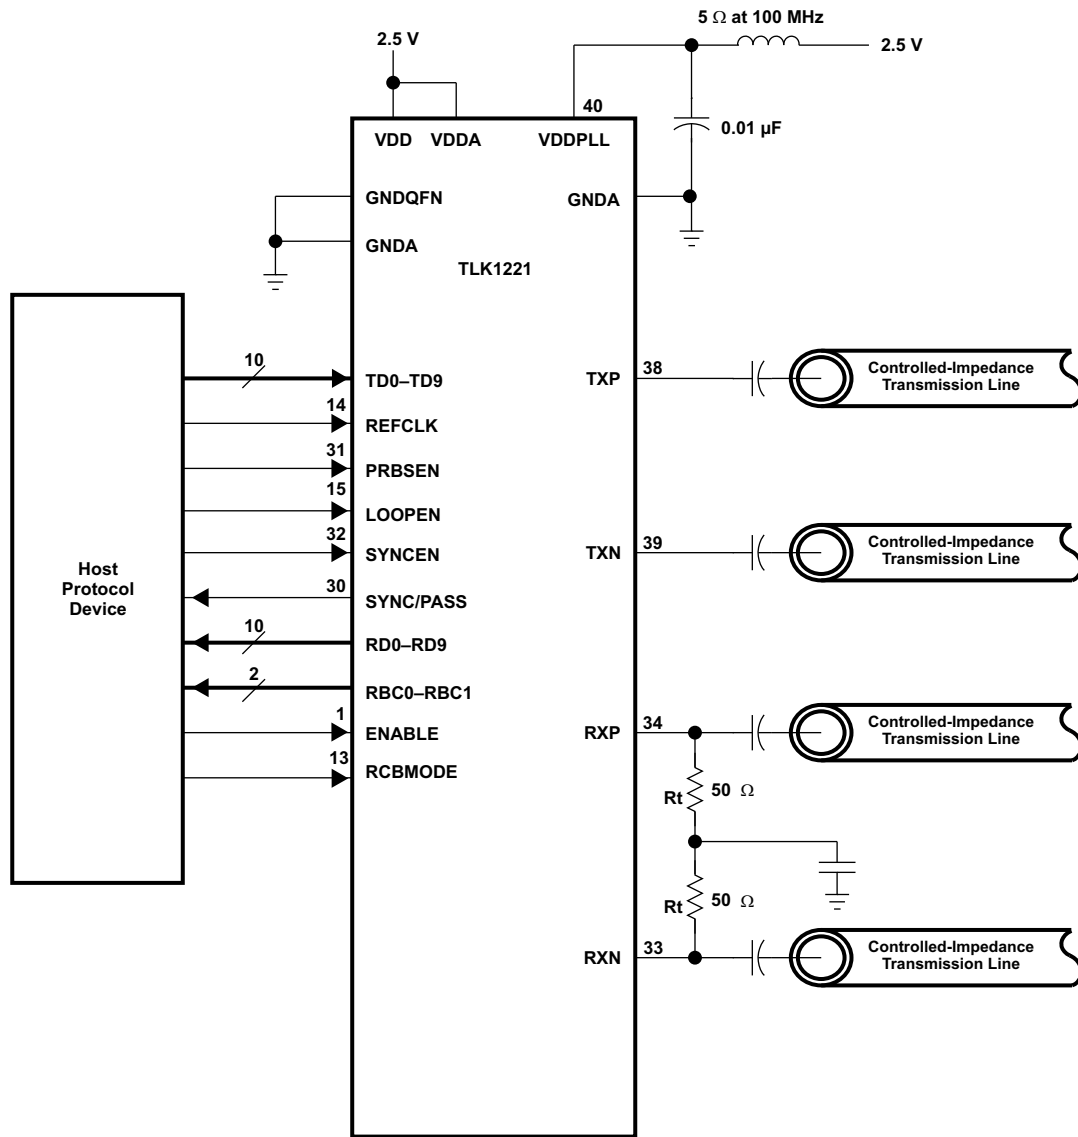 5 Ω at 100 MHz
2.5 V
2.5 V
40
0.01 µF
VDD
VDDA
VDDPLL
GNDQFN
GNDA
GNDA
TLK1221
Host
Protocol
Device
10
TD0–TD9
14
REFCLK
31
PRBSEN
15
LOOPEN
32
SYNCEN
30
SYNC/PASS
10
RD0–RD9
2
RBC0–RBC1
1
ENABLE
13
RCBMODE
TXP
38
Controlled-Impedance
Transmission Line
TXN
39
Controlled-Impedance
Transmission Line
RXP
34
Controlled-Impedance
Transmission Line
Rt
50 Ω
Rt
50 Ω
RXN
33
Controlled-Impedance
Transmission Line